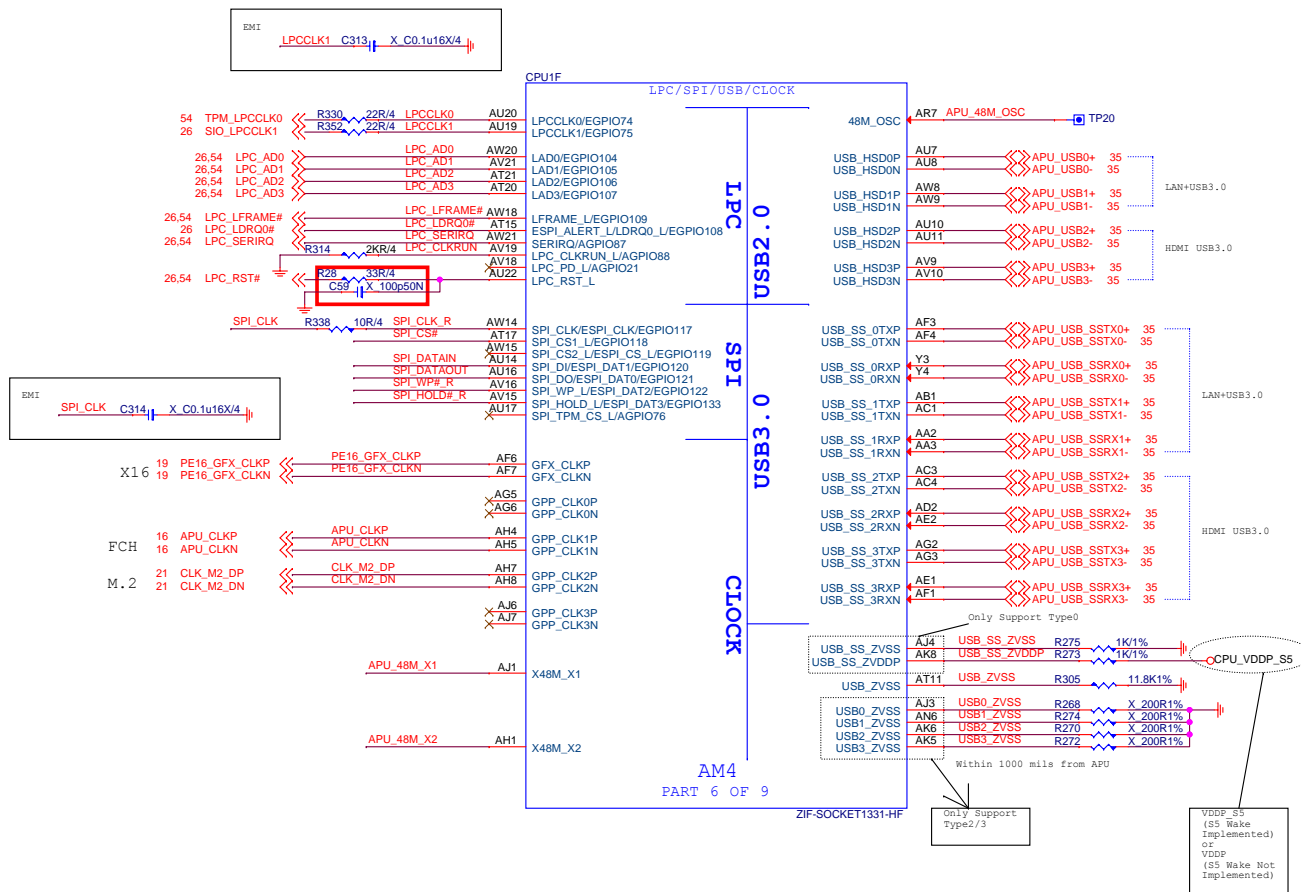 EMI
LPCCLK1 C313 X_C0.1u16X/4
CPU1F
LPC/SPI/USB/CLOCK
54 TPM_LPCCLK0 R330 22R/4 LPCCLK0 AU20 LPCCLK0/EGPIO74
26 SIO_LPCCLK1 R352 22R/4 LPCCLK1 AU19 LPCCLK1/EGPIO75
26,54 LPC_AD0 LPC_AD0 AW20 LAD0/EGPIO104
26,54 LPC_AD1 LPC_AD1 AV21 LAD1/EGPIO105
26,54 LPC_AD2 LPC_AD2 AT21 LAD2/EGPIO106
26,54 LPC_AD3 LPC_AD3 AT20 LAD3/EGPIO107
26,54 LPC_LFRAME# LPC_LFRAME# AW18 LFRAME_L/EGPIO109
26 LPC_LDRQ0# LPC_LDRQ0# AT15 ESPI_ALERT_L/LDRQ0_L/EGPIO108
26,54 LPC_SERIRQ LPC_SERIRQ AW21 SERIRQ/AGPIO87
R314 2KR/4 LPC_CLKRUN AV19 LPC_CLKRUN_L/AGPIO88
AV18 LPC_PD_L/AGPIO21
26,54 LPC_RST# R28 33R/4 AU22 LPC_RST_L
C59 X_100p50N
SPI_CLK R338 10R/4 SPI_CLK_R AW14 SPI_CLK/ESPI_CLK/EGPIO117
SPI_CS# AT17 SPI_CS1_L/EGPIO118
AW15 SPI_CS2_L/ESPI_CS_L/EGPIO119
SPI_DATAIN AU14 SPI_DI/ESPI_DAT1/EGPIO120
SPI_DATAOUT AU16 SPI_DO/ESPI_DAT0/EGPIO121
SPI_WP#_R AV16 SPI_WP_L/ESPI_DAT2/EGPIO122
SPI_HOLD#_R AV15 SPI_HOLD_L/ESPI_DAT3/EGPIO133
AU17 SPI_TPM_CS_L/AGPIO76
EMI
SPI_CLK C314 X_C0.1u16X/4
X16
19 PE16_GFX_CLKP PE16_GFX_CLKP AF6 GFX_CLKP
19 PE16_GFX_CLKN PE16_GFX_CLKN AF7 GFX_CLKN
AG5 GPP_CLK0P
AG6 GPP_CLK0N
FCH
16 APU_CLKP APU_CLKP AH4 GPP_CLK1P
16 APU_CLKN APU_CLKN AH5 GPP_CLK1N
M.2
21 CLK_M2_DP CLK_M2_DP AH7 GPP_CLK2P
21 CLK_M2_DN CLK_M2_DN AH8 GPP_CLK2N
AJ6 GPP_CLK3P
AJ7 GPP_CLK3N
APU_48M_X1 AJ1 X48M_X1
APU_48M_X2 AH1 X48M_X2
LPC
USB2.0
SPI
USB3.0
CLOCK
48M_OSC AR7 APU_48M_OSC TP20
USB_HSD0P AU7 APU_USB0+ 35
USB_HSD0N AU8 APU_USB0- 35
LAN+USB3.0
USB_HSD1P AW8 APU_USB1+ 35
USB_HSD1N AW9 APU_USB1- 35
USB_HSD2P AU10 APU_USB2+ 35
USB_HSD2N AU11 APU_USB2- 35
HDMI USB3.0
USB_HSD3P AV9 APU_USB3+ 35
USB_HSD3N AV10 APU_USB3- 35
USB_SS_0TXP AF3 APU_USB_SSTX0+ 35
USB_SS_0TXN AF4 APU_USB_SSTX0- 35
USB_SS_0RXP Y3 APU_USB_SSRX0+ 35
USB_SS_0RXN Y4 APU_USB_SSRX0- 35
LAN+USB3.0
USB_SS_1TXP AB1 APU_USB_SSTX1+ 35
USB_SS_1TXN AC1 APU_USB_SSTX1- 35
USB_SS_1RXP AA2 APU_USB_SSRX1+ 35
USB_SS_1RXN AA3 APU_USB_SSRX1- 35
USB_SS_2TXP AC3 APU_USB_SSTX2+ 35
USB_SS_2TXN AC4 APU_USB_SSTX2- 35
USB_SS_2RXP AD2 APU_USB_SSRX2+ 35
USB_SS_2RXN AE2 APU_USB_SSRX2- 35
HDMI USB3.0
USB_SS_3TXP AG2 APU_USB_SSTX3+ 35
USB_SS_3TXN AG3 APU_USB_SSTX3- 35
USB_SS_3RXP AE1 APU_USB_SSRX3+ 35
USB_SS_3RXN AF1 APU_USB_SSRX3- 35
Only Support Type0
USB_SS_ZVSS AJ4 USB_SS_ZVSS R275 1K/1%
USB_SS_ZVDDP AK8 USB_SS_ZVDDP R273 1K/1% CPU_VDDP_S5
USB_ZVSS AT11 USB_ZVSS R305 11.8K1%
USB0_ZVSS AJ3 USB0_ZVSS R268 X_200R1%
USB1_ZVSS AN6 USB1_ZVSS R274 X_200R1%
USB2_ZVSS AK6 USB2_ZVSS R270 X_200R1%
USB3_ZVSS AK5 USB3_ZVSS R272 X_200R1%
Within 1000 mils from APU
AM4
PART 6 OF 9
ZIF-SOCKET1331-HF
Only Support
Type2/3
VDDP_S5
(S5 Wake
Implemented)
or
VDDP
(S5 Wake Not
Implemented)